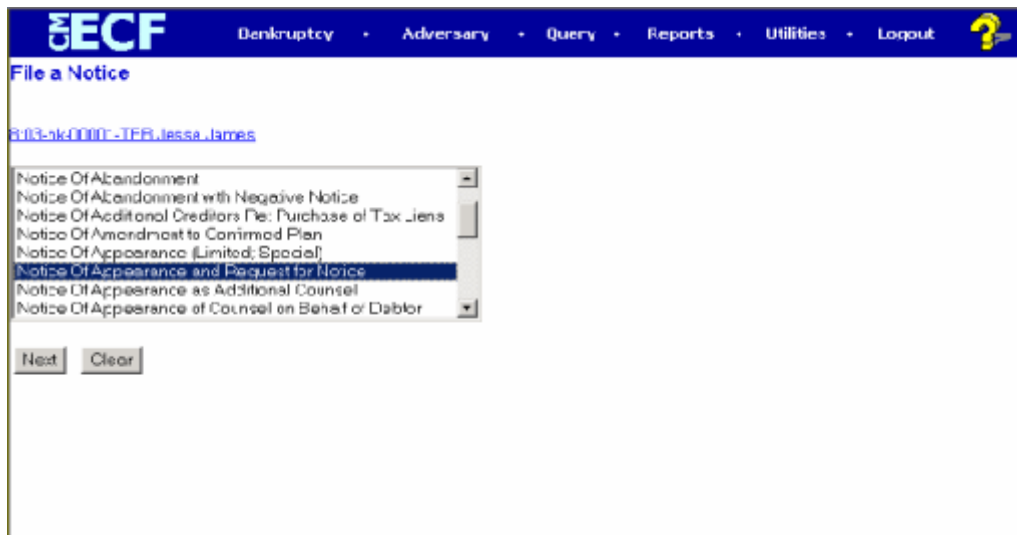 CM ECF Bankruptcy · Adversary · Query · Reports · Utilities · Logout ?
File a Notice
Jesse James
Notice Of Abandonment
Notice Of Abandonment with Negative Notice
Notice Of Additional Creditors Re: Purchase of Tax Liens
Notice Of Amendment to Confirmed Plan
Notice Of Appearance (Limited; Special)
Notice Of Appearance and Request for Notice
Notice Of Appearance as Additional Counsel
Notice Of Appearance of Counsel on Behalf of Debtor
Next Clear